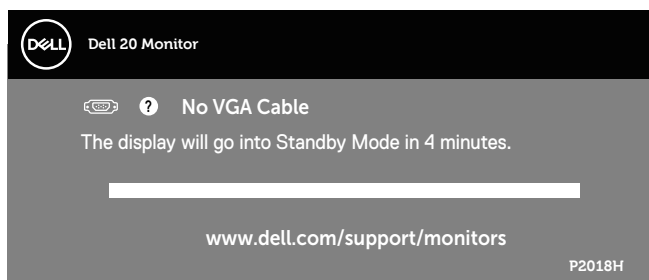 DELL Dell 20 Monitor
? No VGA Cable
The display will go into Standby Mode in 4 minutes.
www.dell.com/support/monitors
P2018H